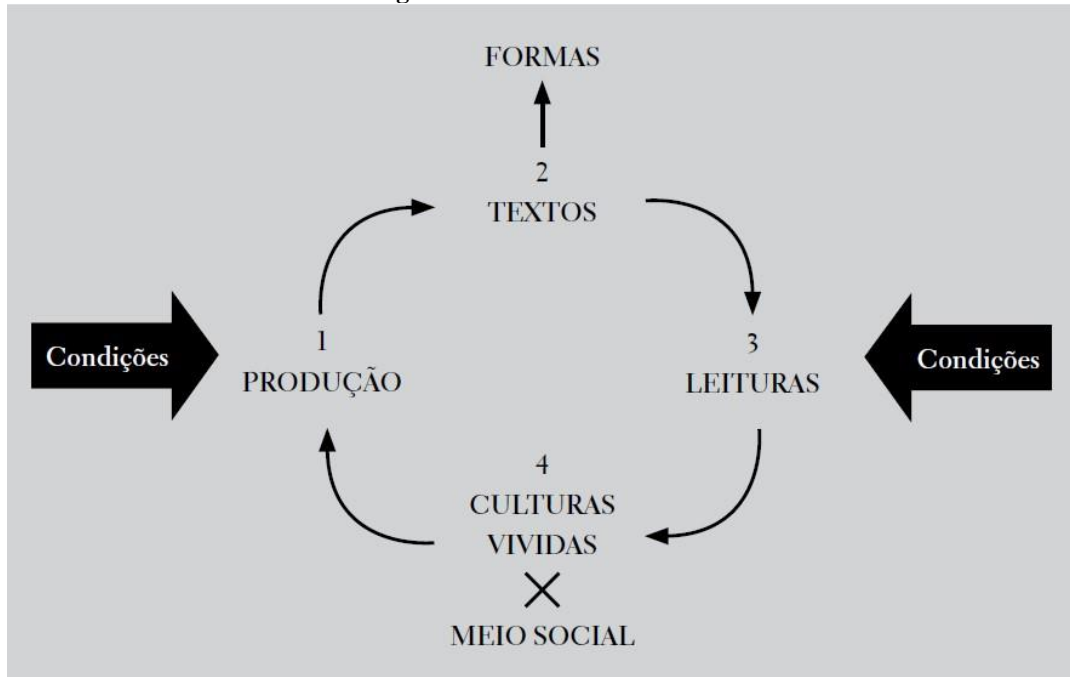 FORMAS
2
TEXTOS
1
PRODUÇÃO
3
LEITURAS
Condições
Condições
4
CULTURAS
VIVIDAS
MEIO SOCIAL